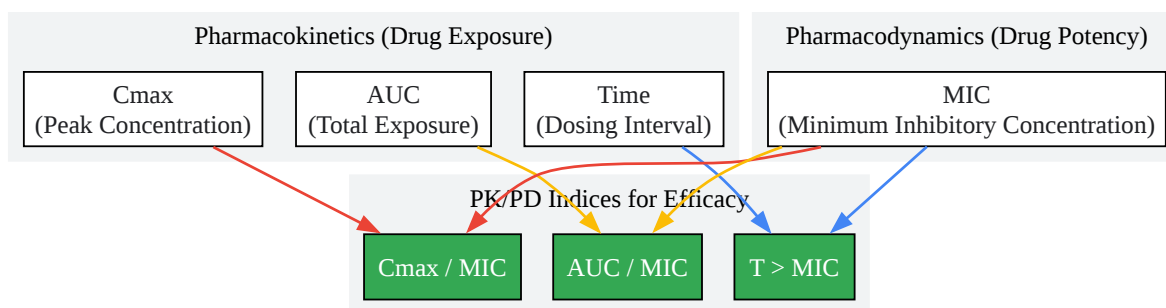 Pharmacokinetics (Drug Exposure)
Pharmacodynamics (Drug Potency)
Cmax
(Peak Concentration)
AUC
(Total Exposure)
Time
(Dosing Interval)
MIC
(Minimum Inhibitory Concentration)
PK/PD Indices for Efficacy
Cmax / MIC
AUC / MIC
T > MIC